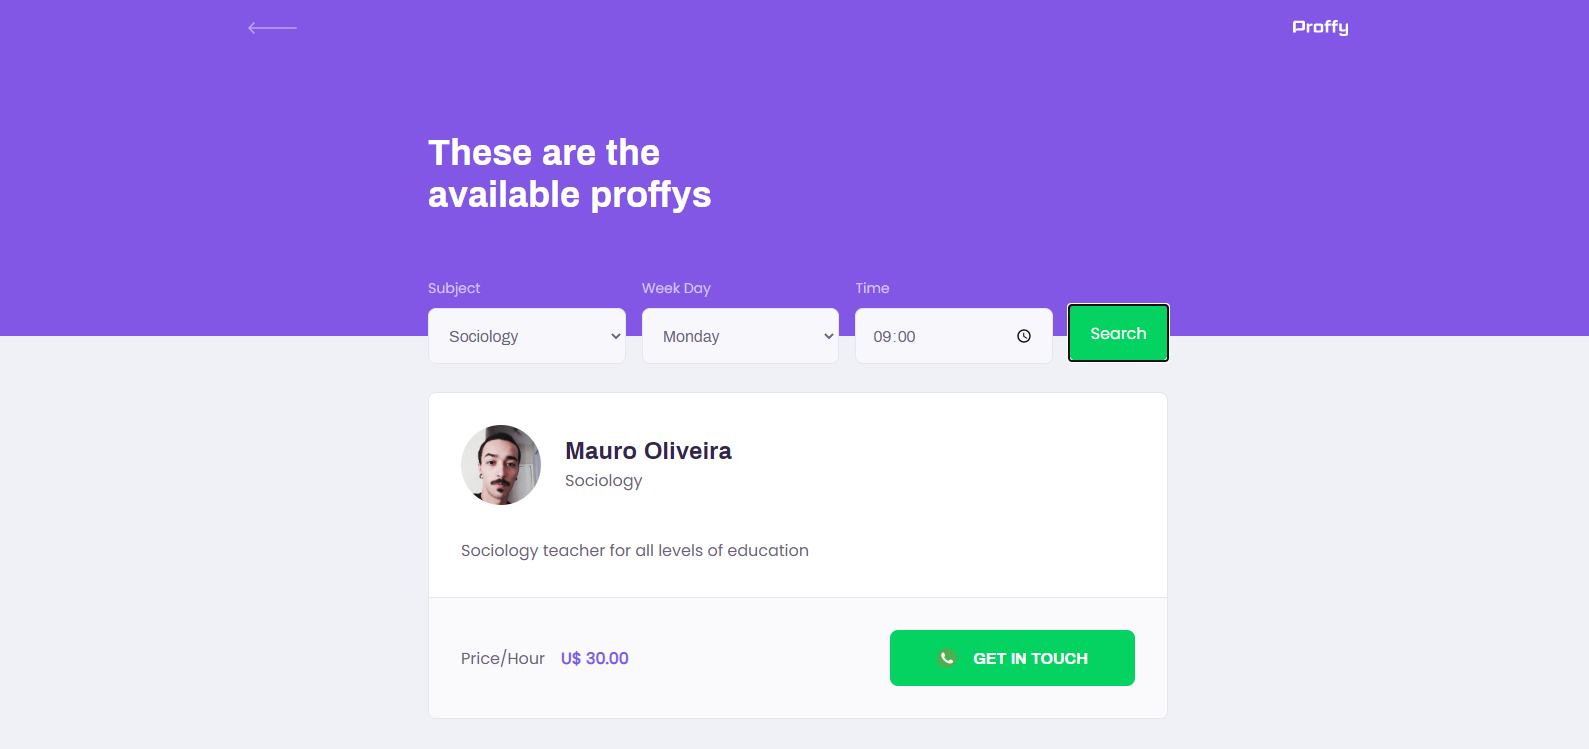 Proffy
These are the
available proffys
Subject
Week Day
Time
Sociology
Monday
09:00
Search
Mauro Oliveira
Sociology
Sociology teacher for all levels of education
Price/Hour U$ 30.00
GET IN TOUCH